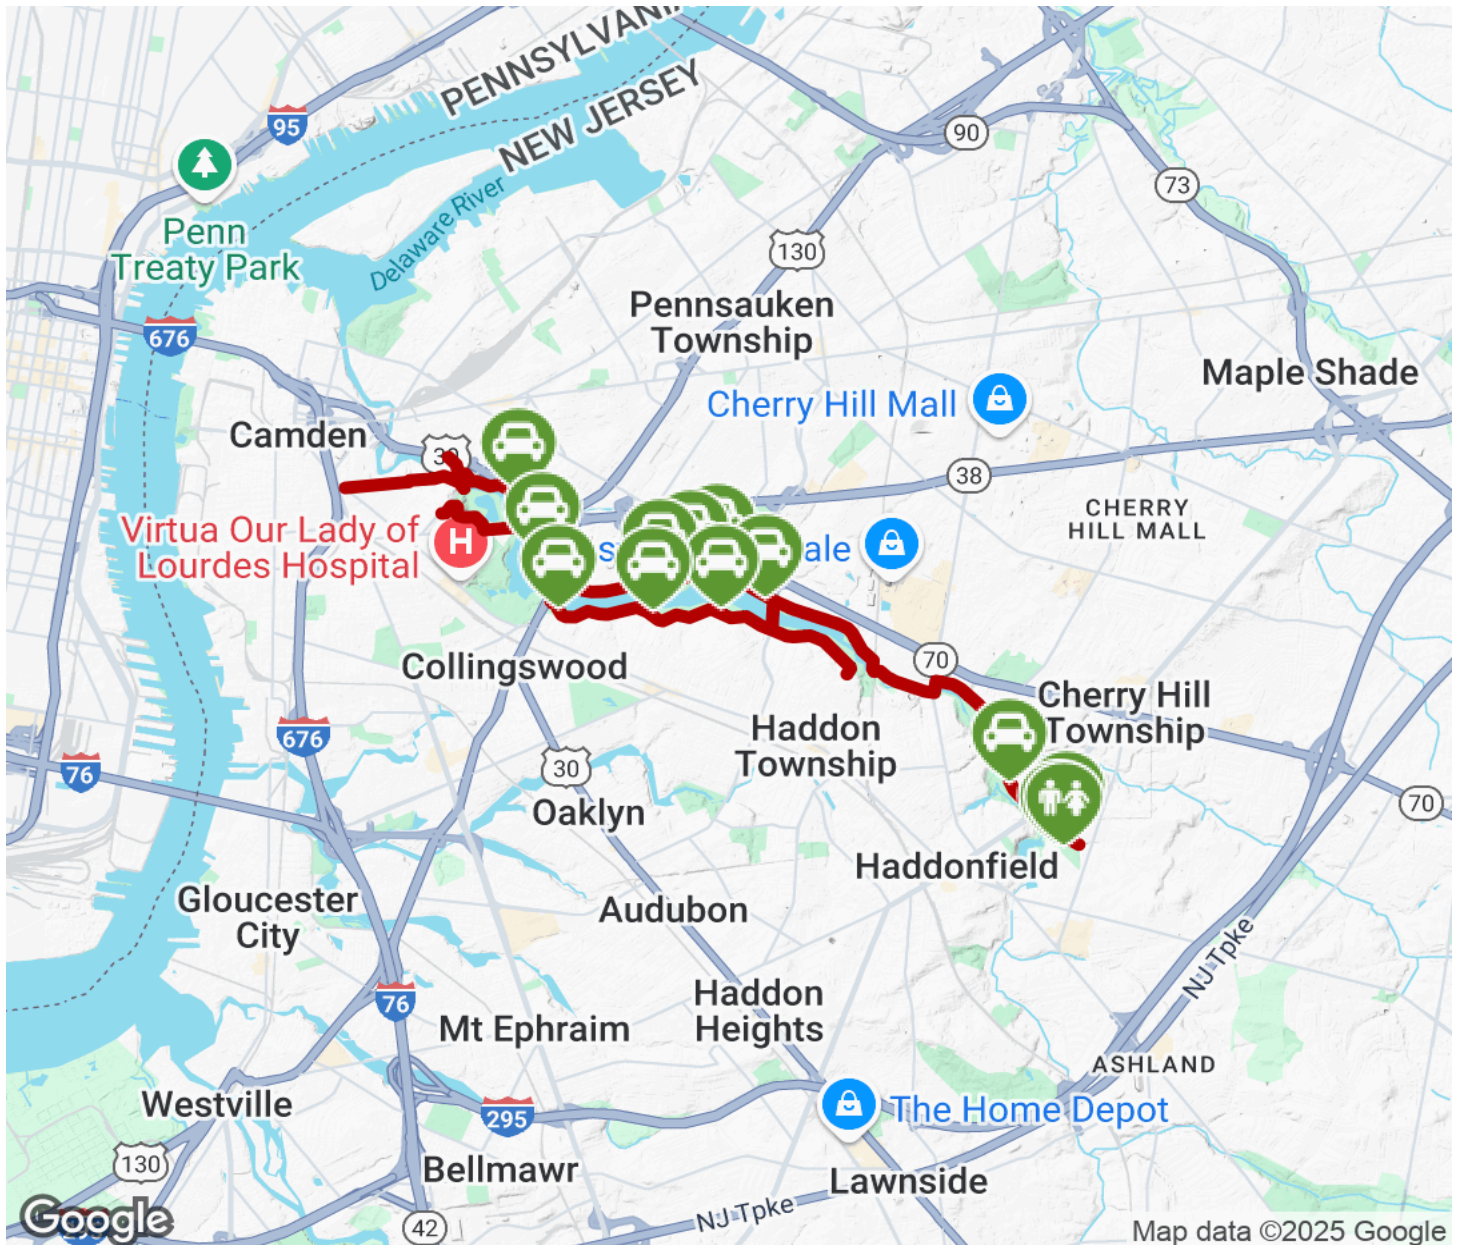 PENNSYLVANI
NEW JERSEY
95
90
73
Penn
Treaty Park
Delaware River
130
Pennsauken
Township
676
Maple Shade
Cherry Hill Mall
Camden
38
CHERRY
HILL MALL
Virtua Our Lady of
Lourdes Hospital
H
ale
Collingswood
70
Cherry Hill
Township
Haddon
Township
676
76
30
70
Oaklyn
Haddonfield
Gloucester
City
Audubon
NJ Tpke
76
Haddon
Heights
Mt Ephraim
ASHLAND
Westville
295
The Home Depot
130
Bellmawr
Lawnside
NJ Tpke
42
Google
Map data ©2025 Google